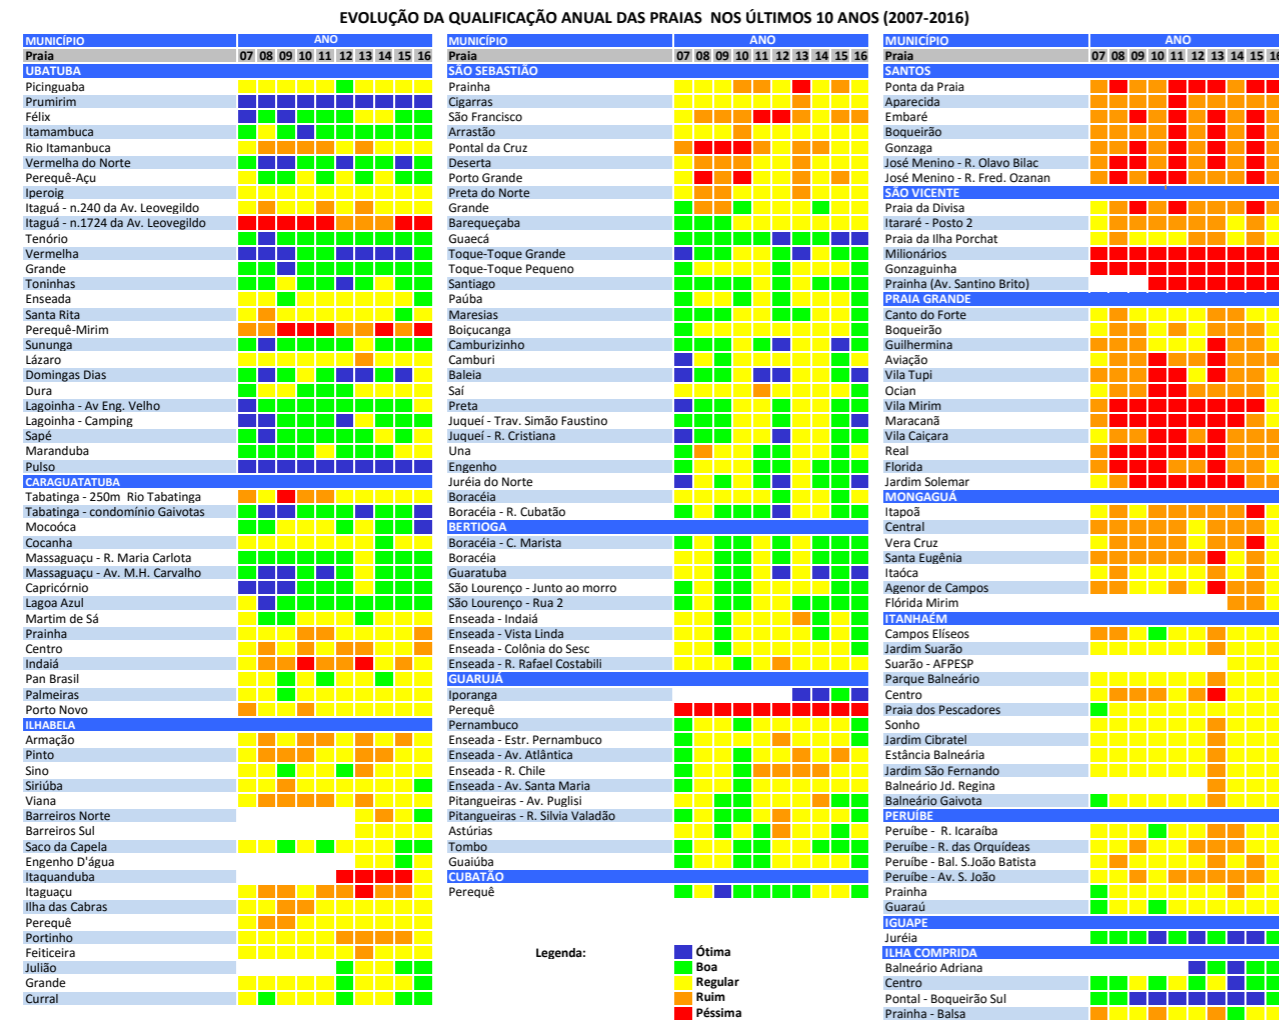 EVOLUÇÃO DA QUALIFICAÇÃO ANUAL DAS PRAIAS NOS ÚLTIMOS 10 ANOS (2007-2016)
MUNICÍPIO ANO
Praia 07 08 09 10 11 12 13 14 15 16
UBATUBA
Picinguaba
Prumirim
Félix
Itamambuca
Rio Itamanbuca
Vermelha do Norte
Perequê-Açu
Iperoig
Itaguá - n.240 da Av. Leovegildo
Itaguá - n.1724 da Av. Leovegildo
Tenório
Vermelha
Grande
Toninhas
Enseada
Santa Rita
Perequê-Mirim
Sununga
Lázaro
Domingas Dias
Dura
Lagoinha - Av Eng. Velho
Lagoinha - Camping
Sapé
Maranduba
Pulso
CARAGUATATUBA
Tabatinga - 250m Rio Tabatinga
Tabatinga - condomínio Gaivotas
Mocoóca
Cocanha
Massaguaçu - R. Maria Carlota
Massaguaçu - Av. M.H. Carvalho
Capricórnio
Lagoa Azul
Martim de Sá
Prainha
Centro
Indaiá
Pan Brasil
Palmeiras
Porto Novo
ILHABELA
Armação
Pinto
Sino
Siriúba
Viana
Barreiros Norte
Barreiros Sul
Saco da Capela
Engenho D'água
Itaquanduba
Itaguaçu
Ilha das Cabras
Perequê
Portinho
Feiticeira
Julião
Grande
Curral
MUNICÍPIO ANO
Praia 07 08 09 10 11 12 13 14 15 16
SÃO SEBASTIÃO
Prainha
Cigarras
São Francisco
Arrastão
Pontal da Cruz
Deserta
Porto Grande
Preta do Norte
Grande
Barequeçaba
Guaecá
Toque-Toque Grande
Toque-Toque Pequeno
Santiago
Paúba
Maresias
Boiçucanga
Camburizinho
Camburi
Baleia
Saí
Preta
Juqueí - Trav. Simão Faustino
Juqueí - R. Cristiana
Una
Engenho
Juréia do Norte
Boracéia
Boracéia - R. Cubatão
BERTIOGA
Boracéia - C. Marista
Boracéia
Guaratuba
São Lourenço - Junto ao morro
São Lourenço - Rua 2
Enseada - Indaiá
Enseada - Vista Linda
Enseada - Colônia do Sesc
Enseada - R. Rafael Costabili
GUARUJÁ
Iporanga
Perequê
Pernambuco
Enseada - Estr. Pernambuco
Enseada - Av. Atlântica
Enseada - R. Chile
Enseada - Av. Santa Maria
Pitangueiras - Av. Puglisi
Pitangueiras - R. Silvia Valadão
Astúrias
Tombo
Guaiúba
CUBATÃO
Perequê
Legenda:
Ótima
Boa
Regular
Ruim
Péssima
MUNICÍPIO ANO
Praia 07 08 09 10 11 12 13 14 15 16
SANTOS
Ponta da Praia
Aparecida
Embaré
Boqueirão
Gonzaga
José Menino - R. Olavo Bilac
José Menino - R. Fred. Ozanan
SÃO VICENTE
Praia da Divisa
Itararé - Posto 2
Praia da Ilha Porchat
Milionários
Gonzaguinha
Prainha (Av. Santino Brito)
PRAIA GRANDE
Canto do Forte
Boqueirão
Guilhermina
Aviação
Vila Tupi
Ocian
Vila Mirim
Maracanã
Vila Caiçara
Real
Florida
Jardim Solemar
MONGAGUÁ
Itapoã
Central
Vera Cruz
Santa Eugênia
Itaóca
Agenor de Campos
Flórida Mirim
ITANHAÉM
Campos Elíseos
Jardim Suarão
Suarão - AFPESP
Parque Balneário
Centro
Praia dos Pescadores
Sonho
Jardim Cibratel
Estância Balneária
Jardim São Fernando
Balneário Jd. Regina
Balneário Gaivota
PERUÍBE
Peruíbe - R. Icaraíba
Peruíbe - R. das Orquídeas
Peruíbe - Bal. S.João Batista
Peruíbe - Av. S. João
Prainha
Guaraú
IGUAPE
Juréia
ILHA COMPRIDA
Balneário Adriana
Centro
Pontal - Boqueirão Sul
Prainha - Balsa